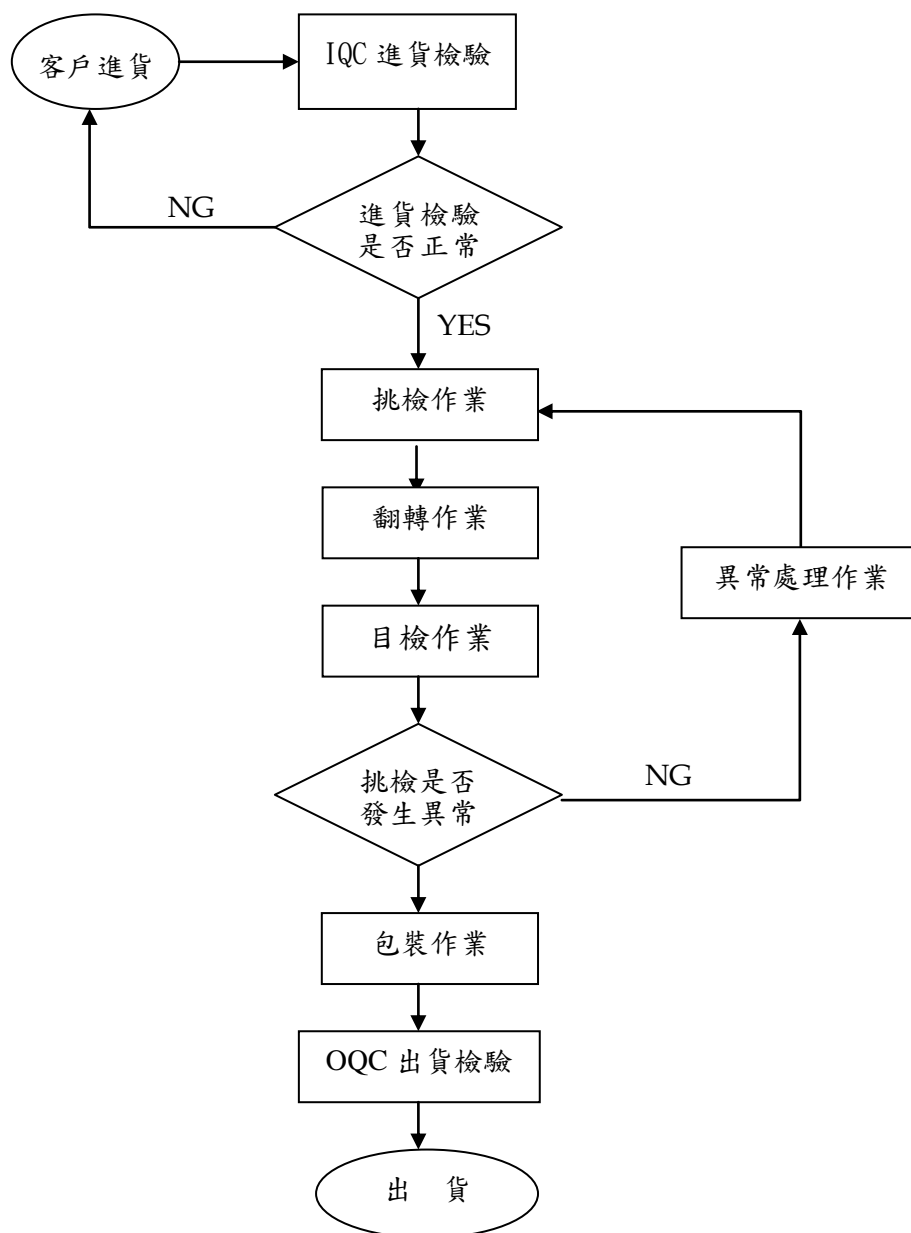 客戶進貨
IQC 進貨檢驗
NG
進貨檢驗
是否正常
YES
挑檢作業
翻轉作業
異常處理作業
目檢作業
挑檢是否
發生異常
NG
包裝作業
OQC 出貨檢驗
出 貨